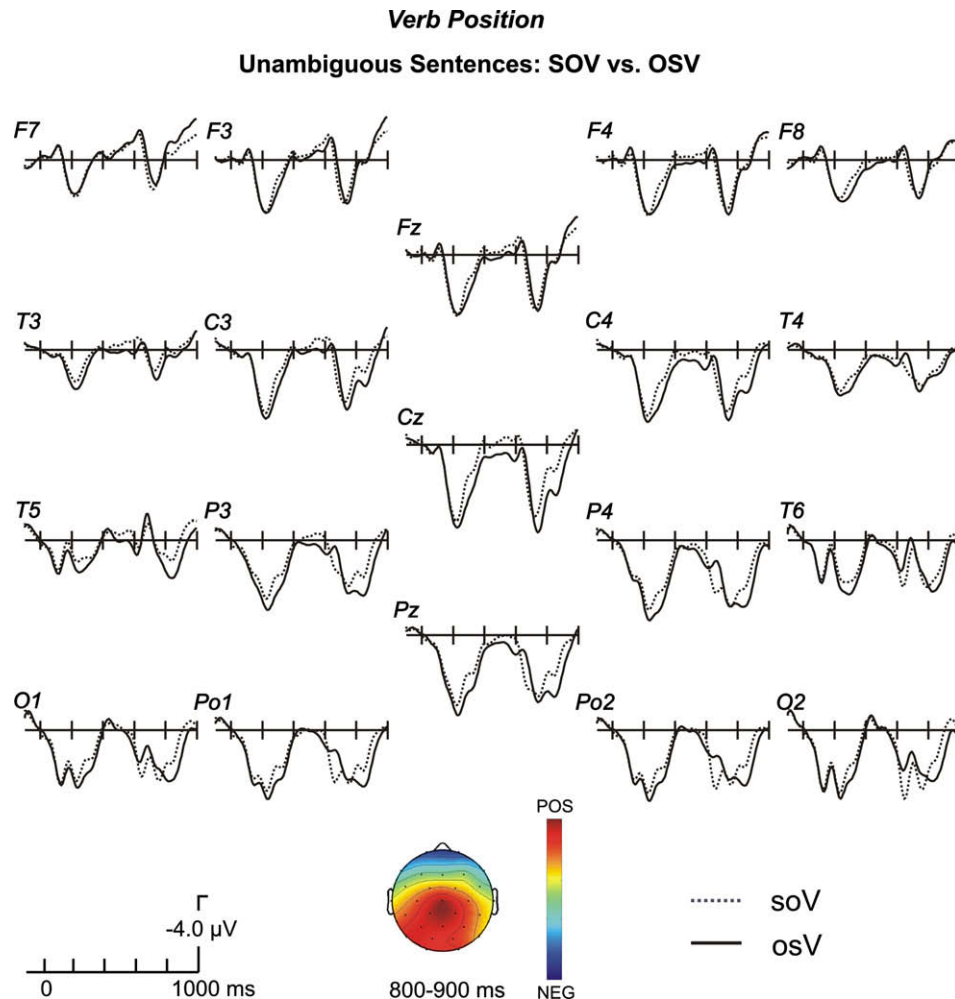 Verb Position
Unambiguous Sentences: SOV vs. OSV
F7 F3 F4 F8
Fz
T3 C3 C4 T4
Cz
T5 P3 P4 T6
Pz
O1 Po1 Po2 O2
POS
-4.0 µV
soV
osV
0 1000 ms
800-900 ms
NEG